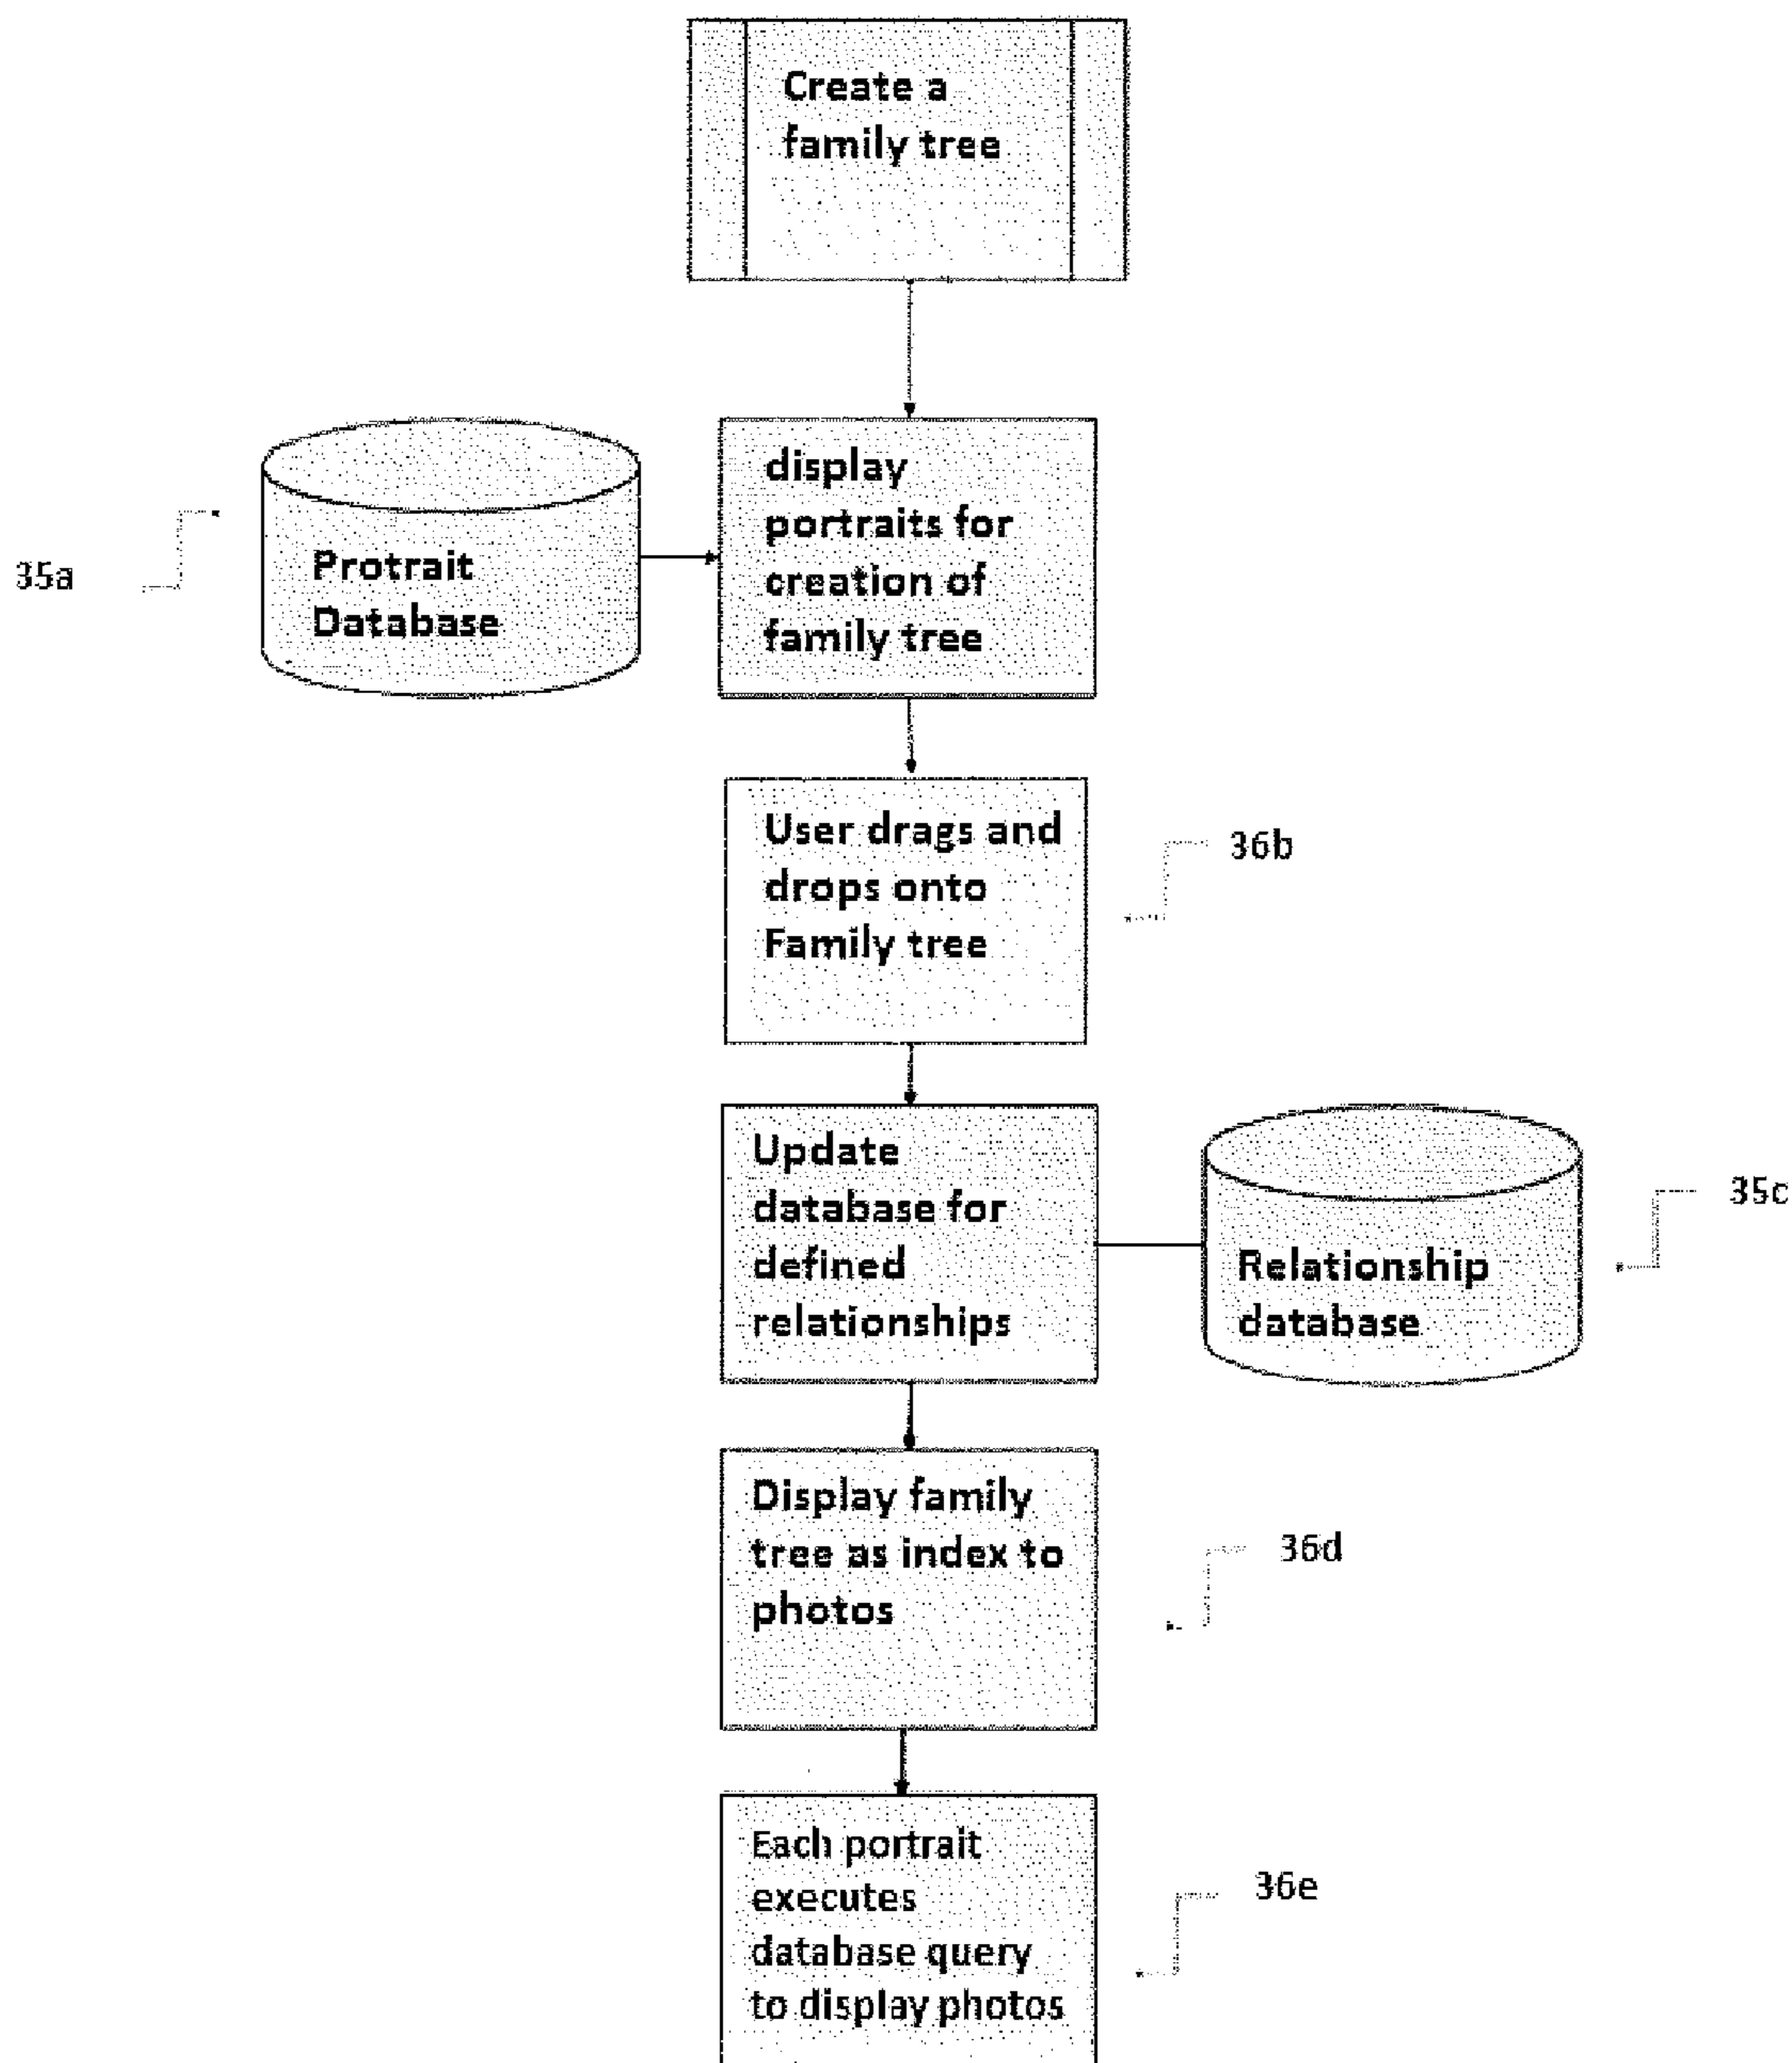 Create a
family tree
display
portraits for
creation of
family tree
Protrait
Database
35a
User drags and
drops onto
Family tree
36b
Update
database for
defined
relationships
Relationship
database
35c
Display family
tree as index to
photos
36d
Each portrait
executes
database query
to display photos
36e